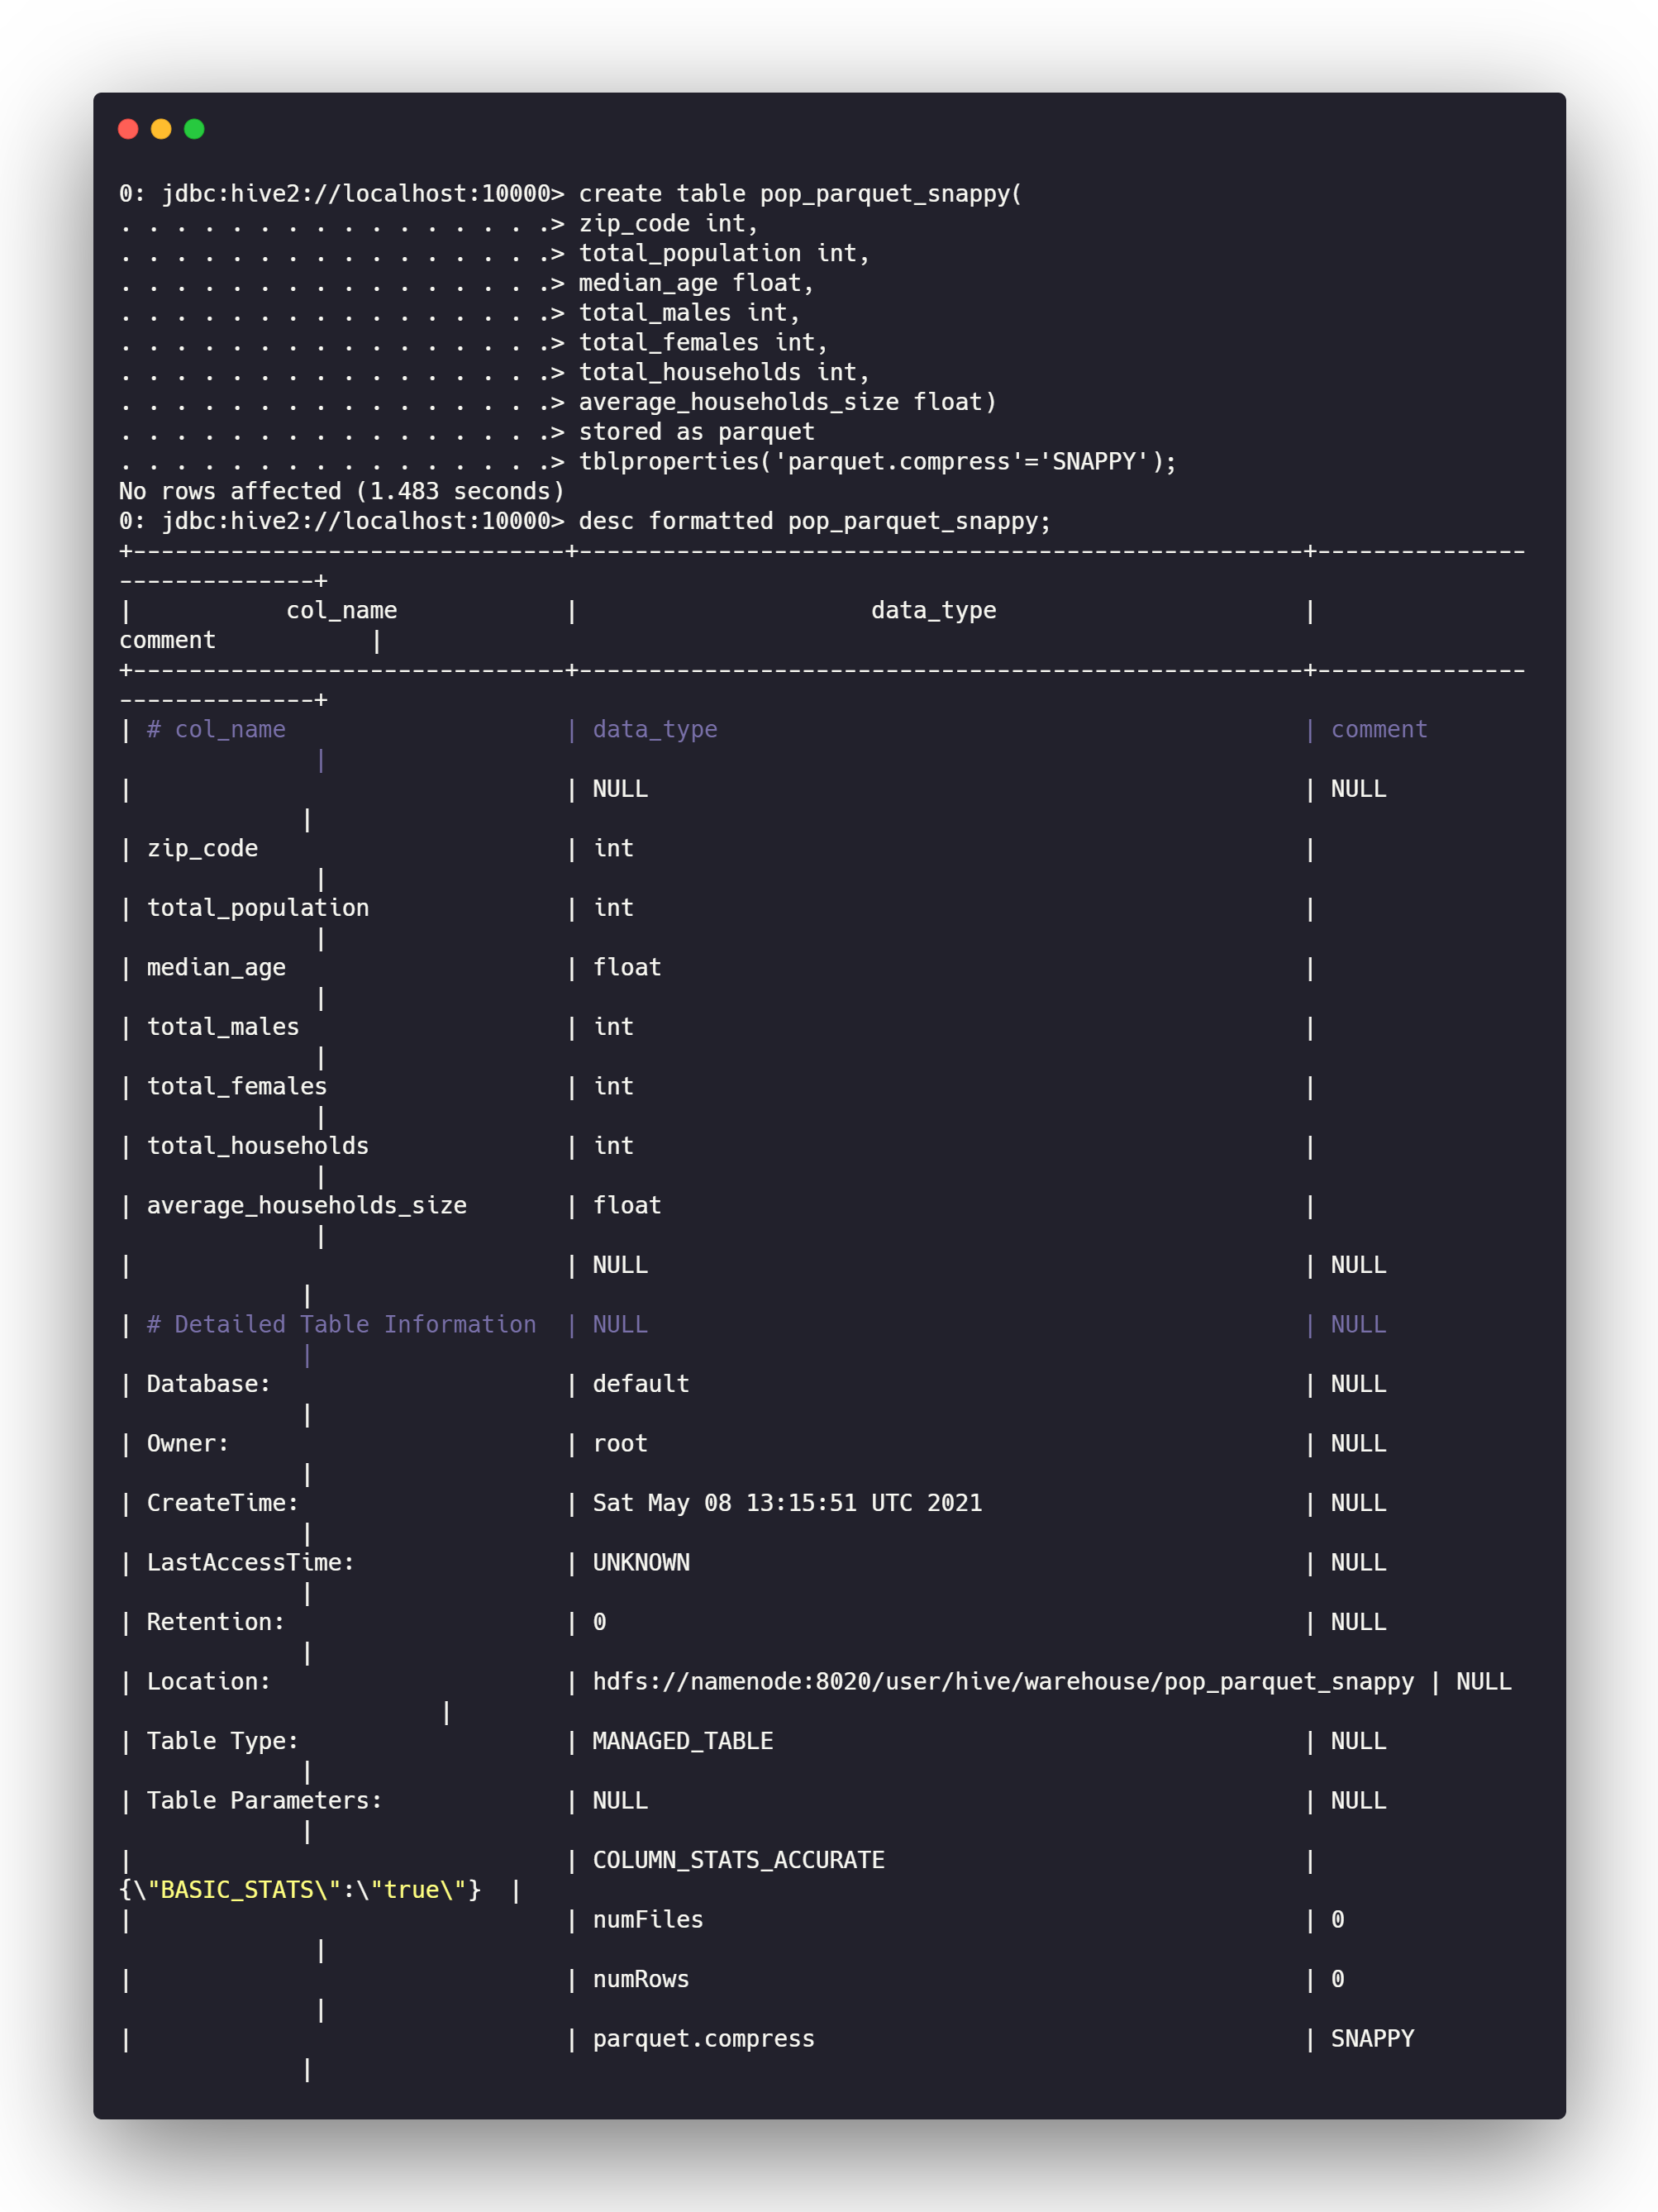 0: jdbc:hive2://localhost:10000> create table pop_parquet_snappy(
. . . . . . . . . . . . . . . .> zip_code int,
. . . . . . . . . . . . . . . .> total_population int,
. . . . . . . . . . . . . . . .> median_age float,
. . . . . . . . . . . . . . . .> total_males int,
. . . . . . . . . . . . . . . .> total_females int,
. . . . . . . . . . . . . . . .> total_households int,
. . . . . . . . . . . . . . . .> average_households_size float)
. . . . . . . . . . . . . . . .> stored as parquet
. . . . . . . . . . . . . . . .> tblproperties('parquet.compress'='SNAPPY');
No rows affected (1.483 seconds)
0: jdbc:hive2://localhost:10000> desc formatted pop_parquet_snappy;
+-------------------------------+----------------------------------------------------+---------------
--------------+
|           col_name            |                     data_type                      |
comment           |
+-------------------------------+----------------------------------------------------+---------------
--------------+
| # col_name                    | data_type                                          | comment
              |
|                               | NULL                                               | NULL
             |
| zip_code                      | int                                                |
              |
| total_population              | int                                                |
              |
| median_age                    | float                                              |
              |
| total_males                   | int                                                |
              |
| total_females                 | int                                                |
              |
| total_households              | int                                                |
              |
| average_households_size       | float                                              |
              |
|                               | NULL                                               | NULL
             |
| # Detailed Table Information  | NULL                                               | NULL
             |
| Database:                     | default                                            | NULL
             |
| Owner:                        | root                                               | NULL
             |
| CreateTime:                   | Sat May 08 13:15:51 UTC 2021                       | NULL
             |
| LastAccessTime:               | UNKNOWN                                            | NULL
             |
| Retention:                    | 0                                                  | NULL
             |
| Location:                     | hdfs://namenode:8020/user/hive/warehouse/pop_parquet_snappy | NULL
                       |
| Table Type:                   | MANAGED_TABLE                                      | NULL
             |
| Table Parameters:             | NULL                                               | NULL
             |
|                               | COLUMN_STATS_ACCURATE                              |
{\"BASIC_STATS\":\"true\"}  |
|                               | numFiles                                           | 0
              |
|                               | numRows                                            | 0
              |
|                               | parquet.compress                                   | SNAPPY
             |